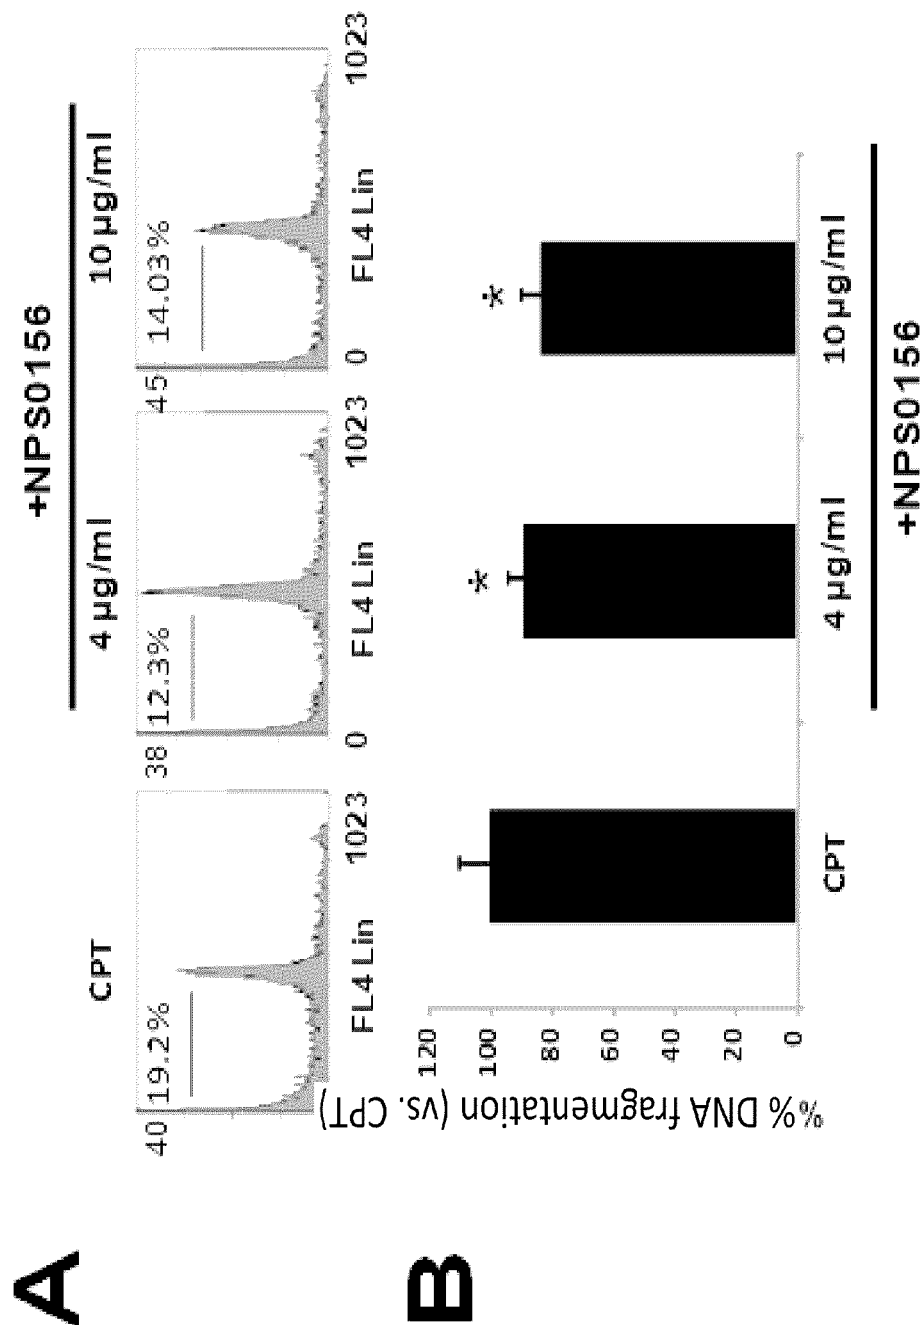 A
+NPS0156
CPT
4 µg/ml
10 µg/ml
40
19.2%
FL4 Lin
1023
38
12.3%
0
FL4 Lin
1023
45
14.03%
0
FL4 Lin
1023
B
% % DNA fragmentation (vs. CPT)
120
100
80
60
40
20
0
*
*
CPT
4 µg/ml
10 µg/ml
+NPS0156